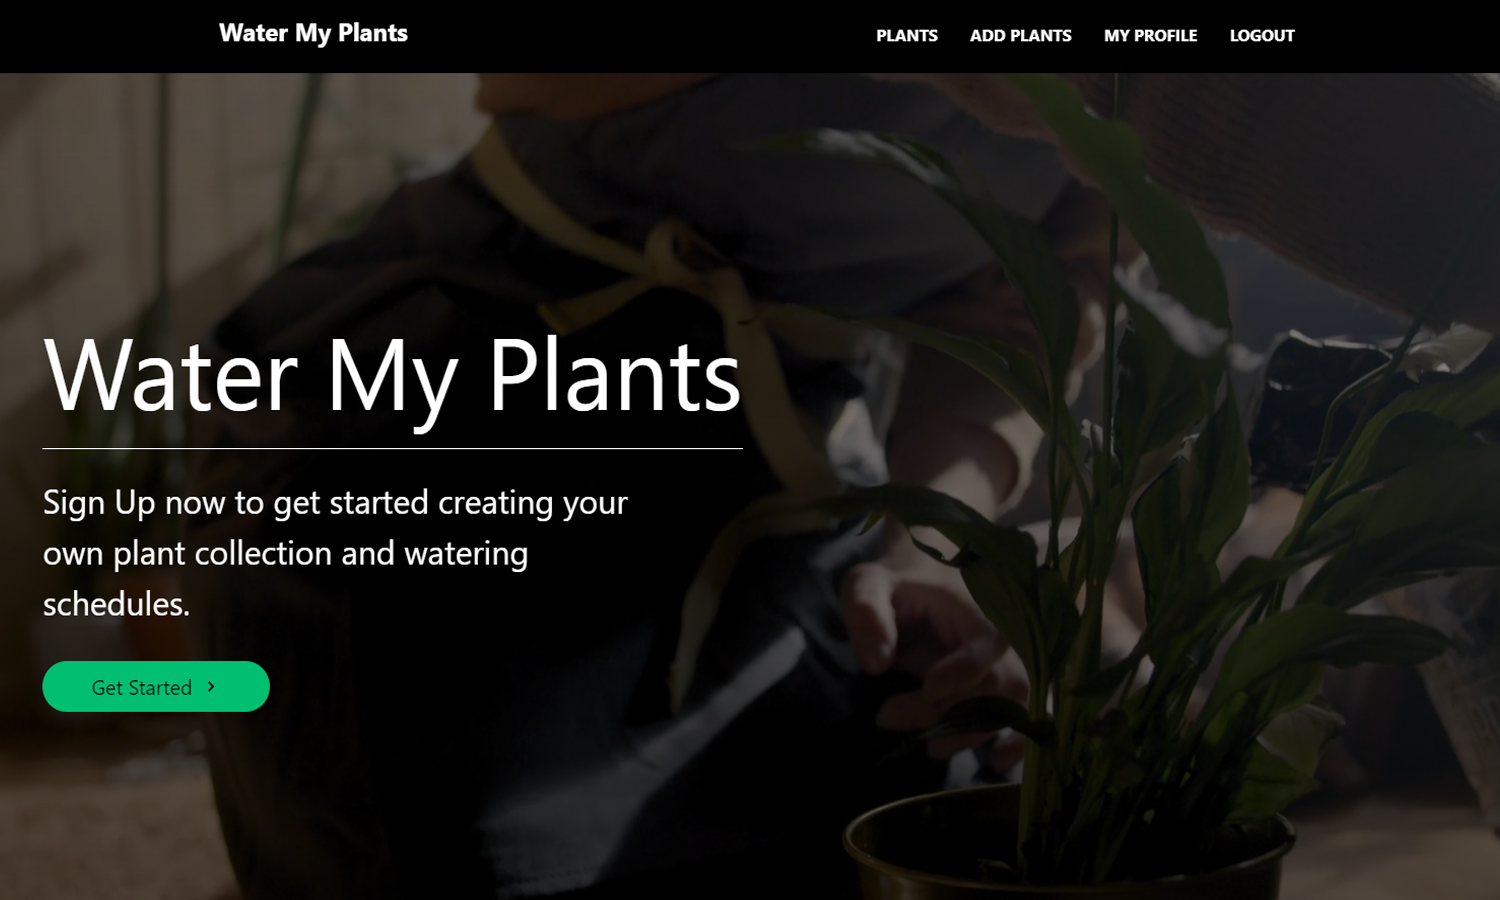 Water My Plants
PLANTS ADD PLANTS MY PROFILE LOGOUT
Water My Plants
Sign Up now to get started creating your
own plant collection and watering
schedules.
Get Started